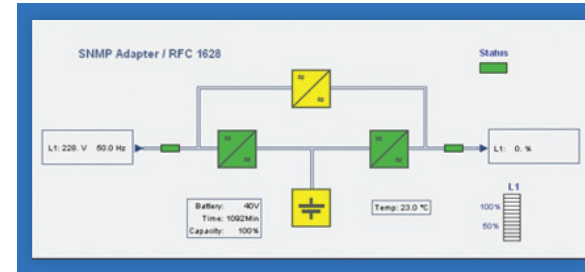 SNMP Adapter / RFC 1628
Status
L1: 228. V 50.0 Hz
L1: 0. %
Battery: 40V
Time: 1092Min
Capacity: 100%
Temp: 23.0 °C
L1
100%
50%